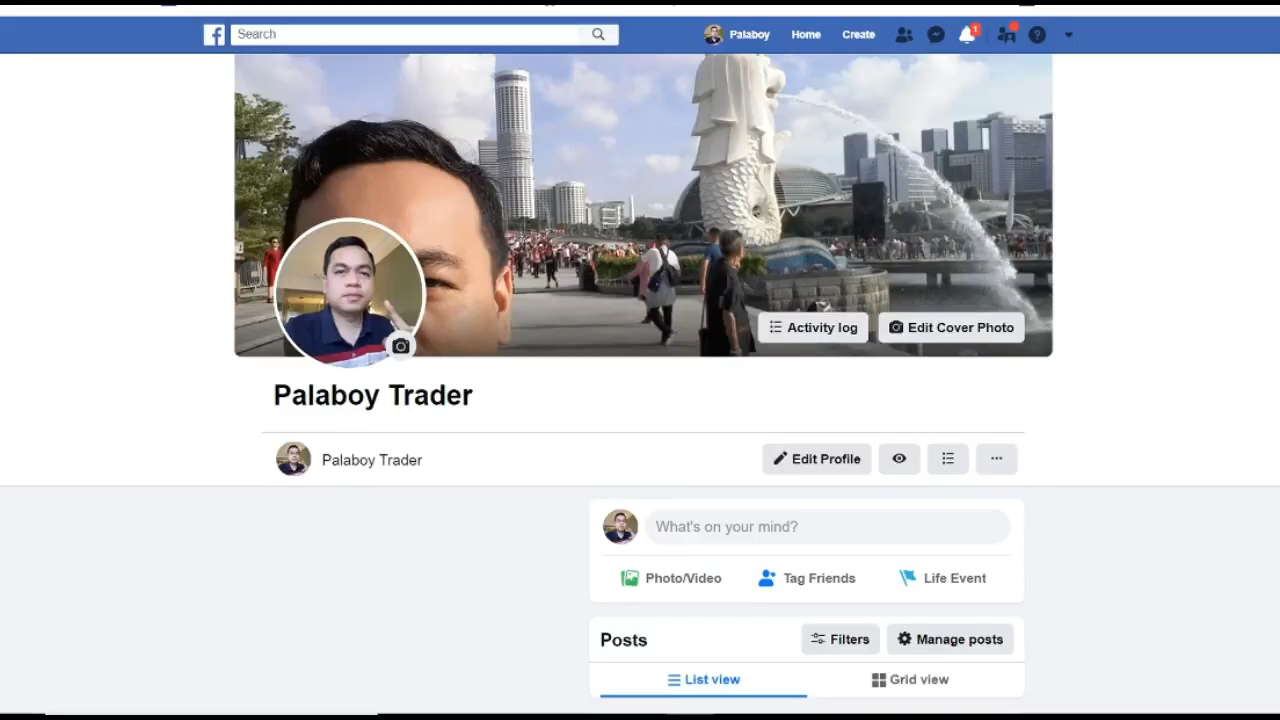 Search
Palaboy Home Create 1
Activity log Edit Cover Photo
Palaboy Trader
Palaboy Trader Edit Profile
What's on your mind?
Photo/Video Tag Friends Life Event
Posts Filters Manage posts
List view Grid view